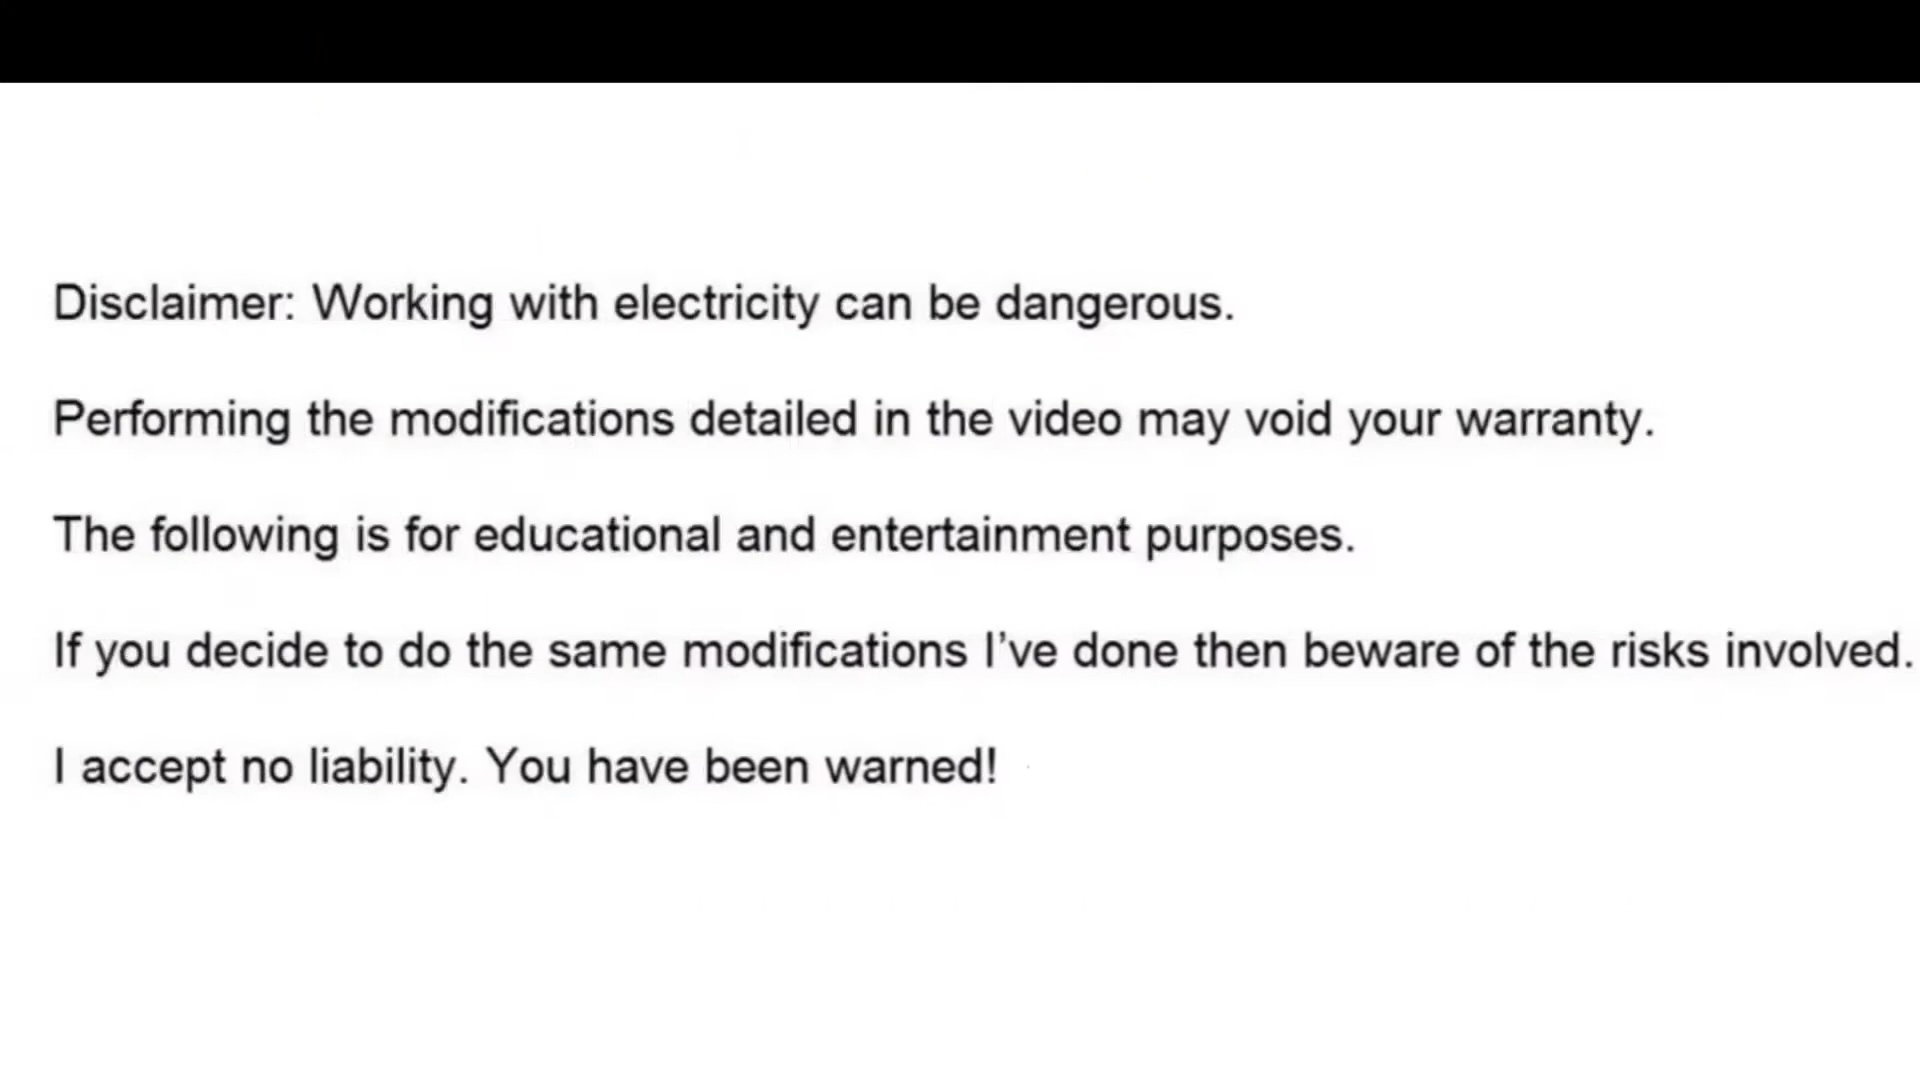 Disclaimer: Working with electricity can be dangerous.
Performing the modifications detailed in the video may void your warranty.
The following is for educational and entertainment purposes.
If you decide to do the same modifications I’ve done then beware of the risks involved.
I accept no liability. You have been warned!